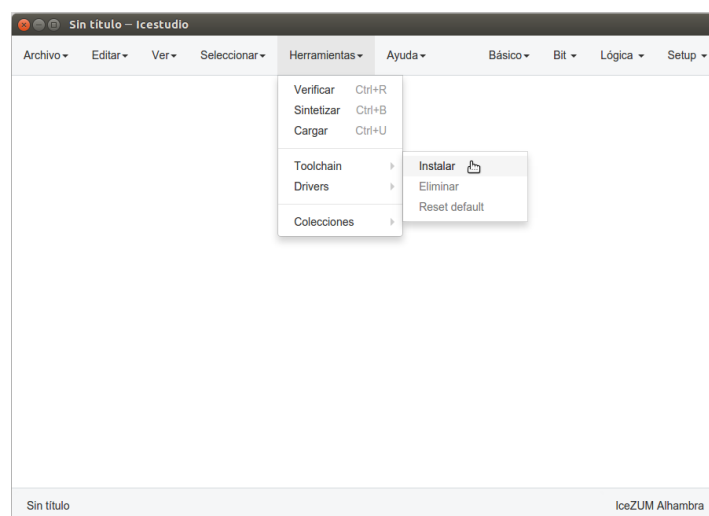 Sin título – Icestudio
Archivo Editar Ver Seleccionar Herramientas Ayuda Básico Bit Lógica Setup
Verificar Ctrl+R
Sintetizar Ctrl+B
Cargar Ctrl+U
Toolchain Instalar
Drivers Eliminar
Reset default
Colecciones
Sin título IceZUM Alhambra